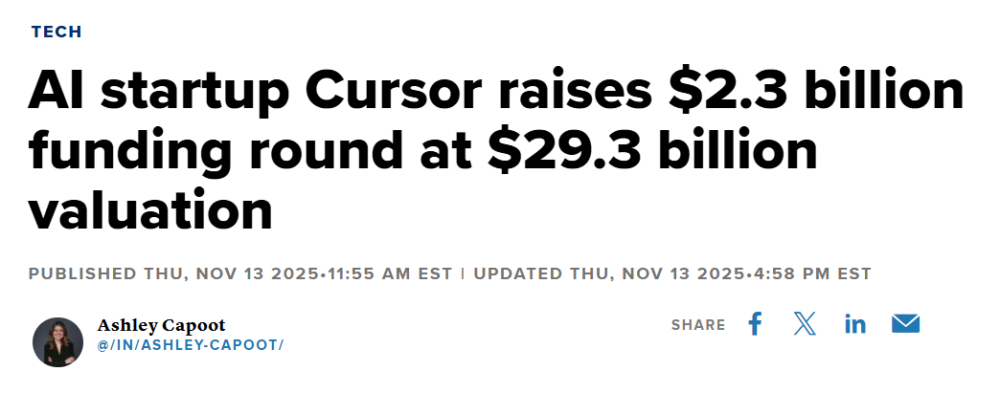 TECH
AI startup Cursor raises $2.3 billion
funding round at $29.3 billion
valuation
PUBLISHED THU, NOV 13 2025•11:55 AM EST | UPDATED THU, NOV 13 2025•4:58 PM EST
Ashley Capoot
@/IN/ASHLEY-CAPOOT/
SHARE